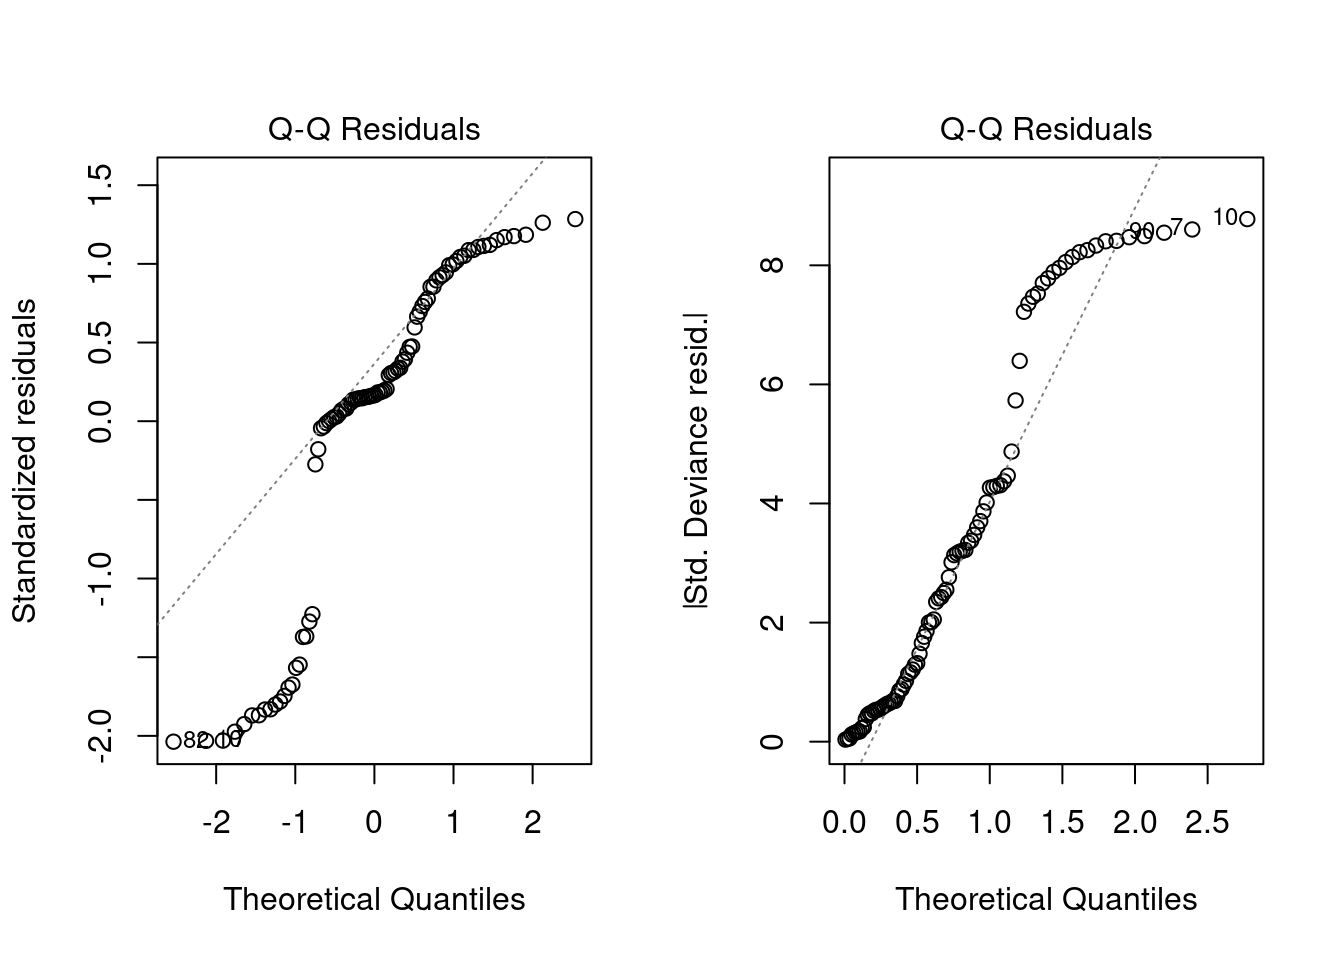 Q-Q Residuals
Standardized residuals
1.5
1.0
0.5
0.0
-1.0
-2.0
82
-2 -1 0 1 2
Theoretical Quantiles
Q-Q Residuals
|Std. Deviance resid.|
8
6
4
2
0
90 7 10
0.0 0.5 1.0 1.5 2.0 2.5
Theoretical Quantiles